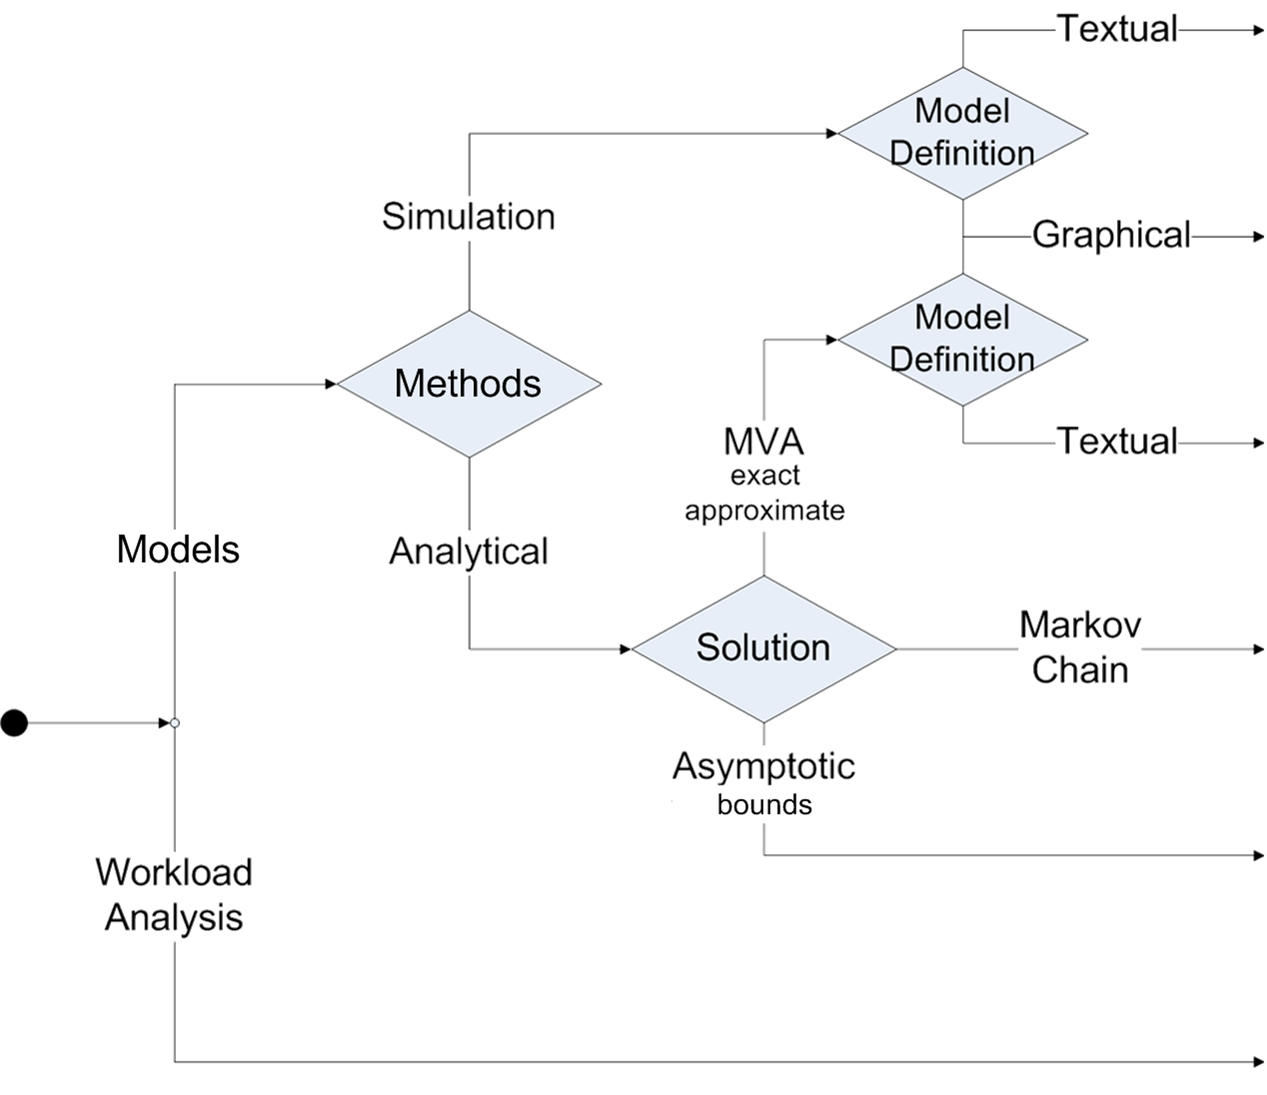 Textual
Model
Definition
Simulation
Graphical
Model
Definition
Methods
MVA
exact
approximate
Textual
Models
Analytical
Solution
Markov
Chain
Asymptotic
bounds
Workload
Analysis